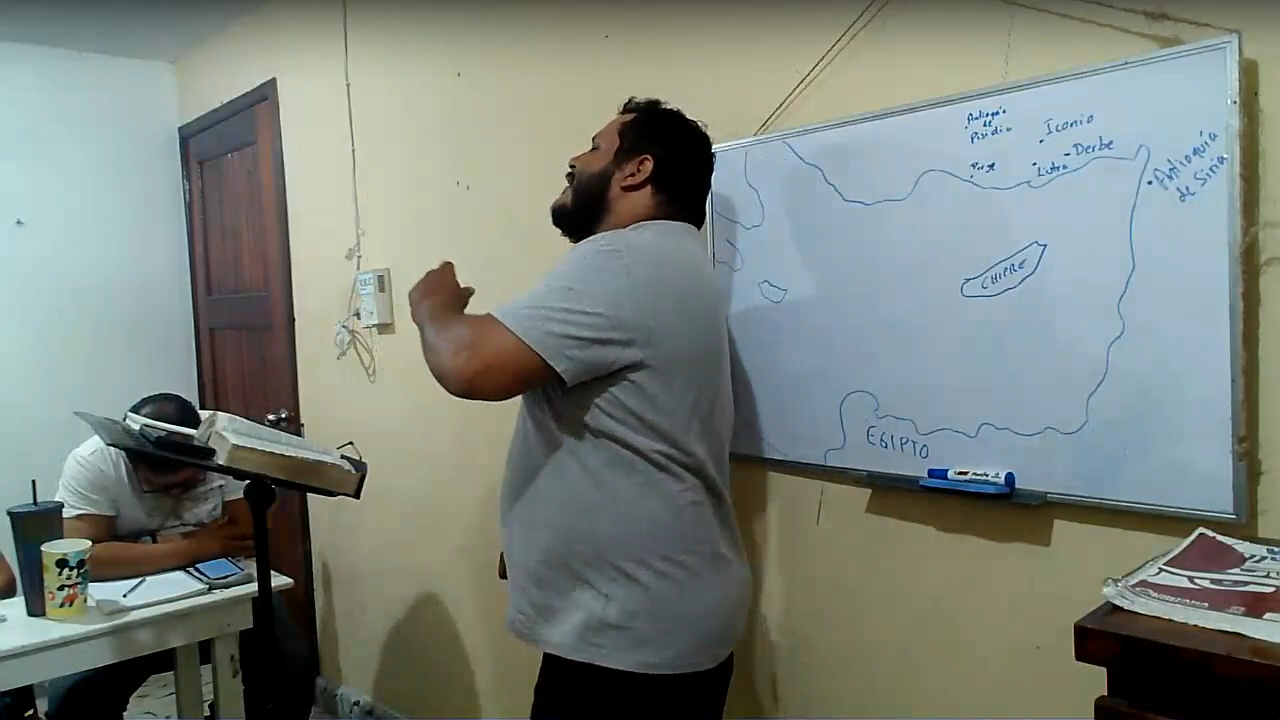 Antioquía
de
Pisidia
Iconio
Derbe
Listra
Perge
Antioquía
de Siria
CHIPRE
EGIPTO